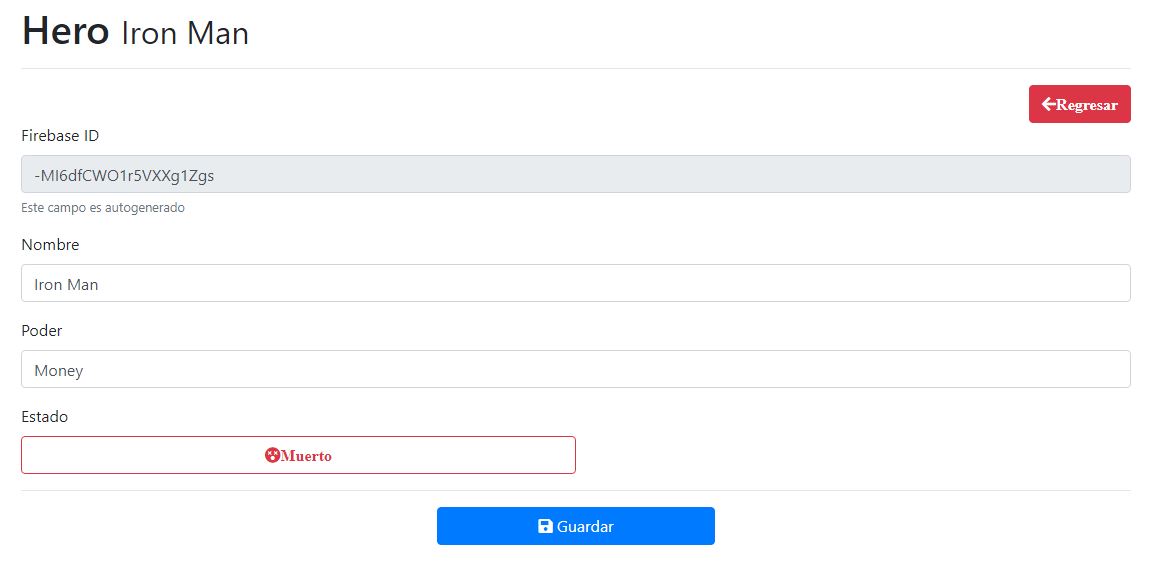 Hero Iron Man
Regresar
Firebase ID
-MI6dfCWO1r5VXXg1Zgs
Este campo es autogenerado
Nombre
Iron Man
Poder
Money
Estado
Muerto
Guardar